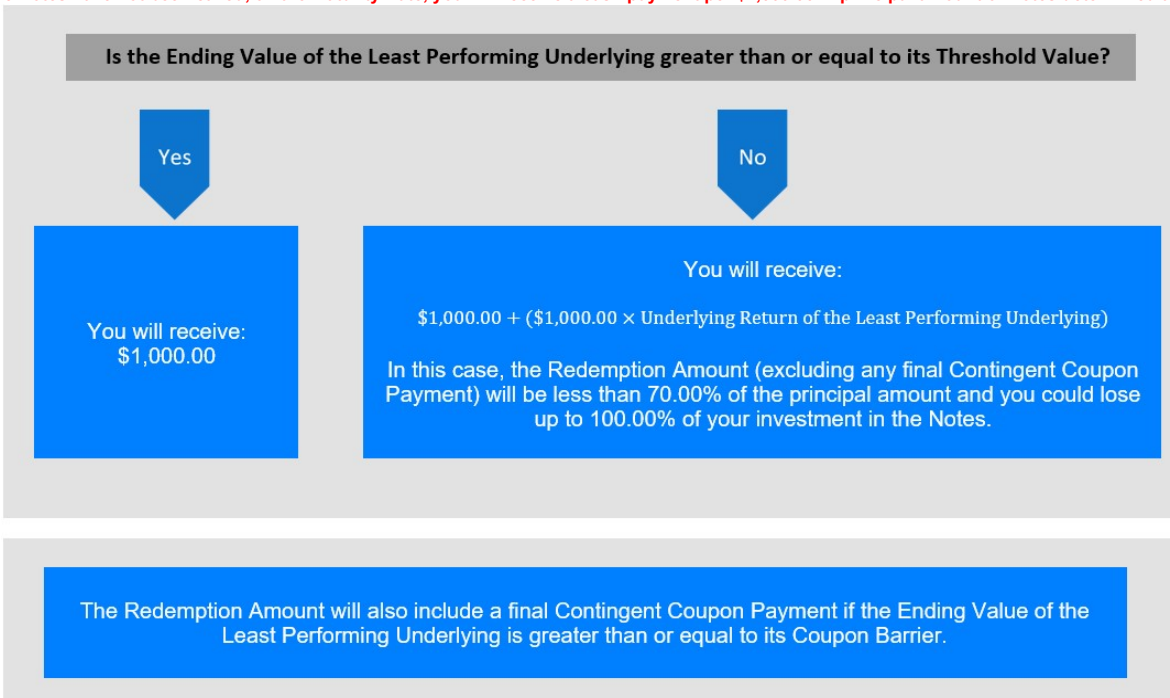 Is the Ending Value of the Least Performing Underlying greater than or equal to its Threshold Value?
Yes
No
You will receive:
$1,000.00
You will receive:
$1,000.00 + ($1,000.00 × Underlying Return of the Least Performing Underlying)
In this case, the Redemption Amount (excluding any final Contingent Coupon
Payment) will be less than 70.00% of the principal amount and you could lose
up to 100.00% of your investment in the Notes.
The Redemption Amount will also include a final Contingent Coupon Payment if the Ending Value of the
Least Performing Underlying is greater than or equal to its Coupon Barrier.